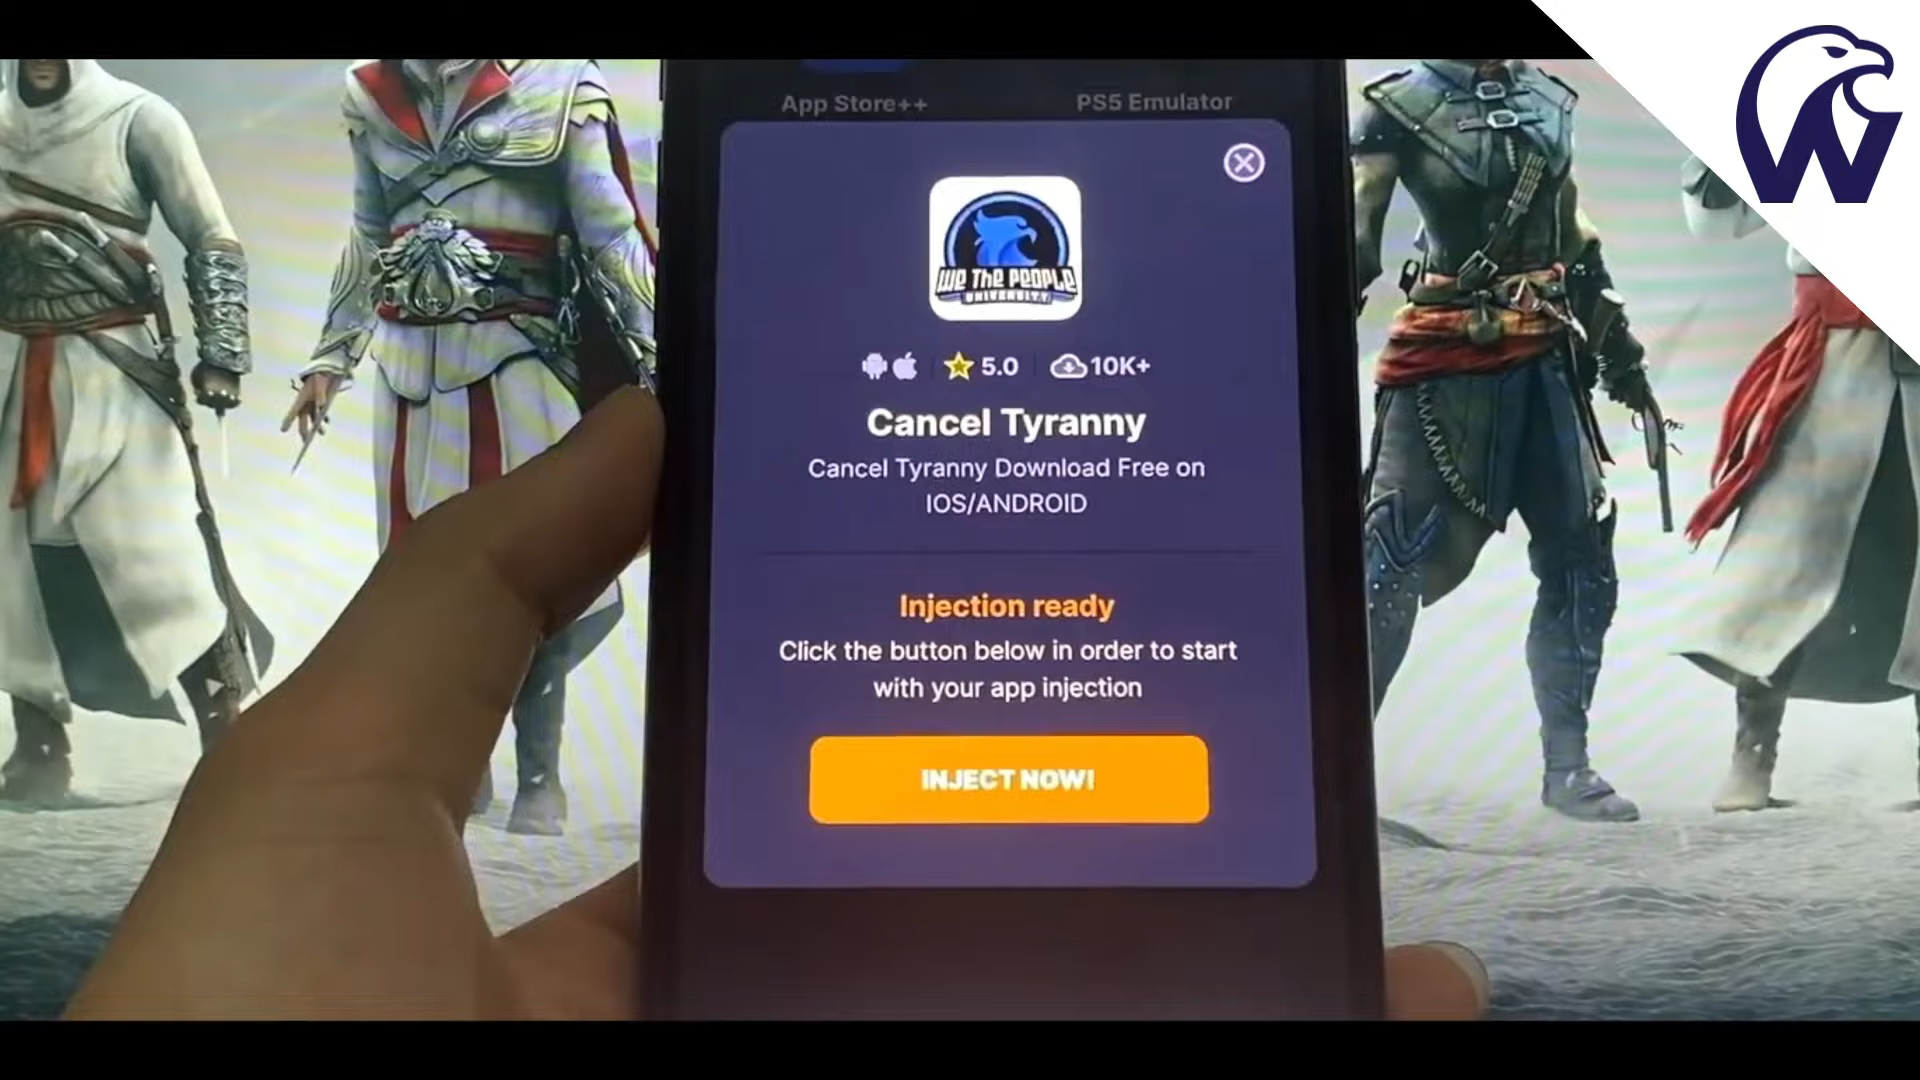 App Store++
PS5 Emulator
WE THE PEOPLE
UNIVERSITY
5.0
10K+
Cancel Tyranny
Cancel Tyranny Download Free on
IOS/ANDROID
Injection ready
Click the button below in order to start
with your app injection
INJECT NOW!
W